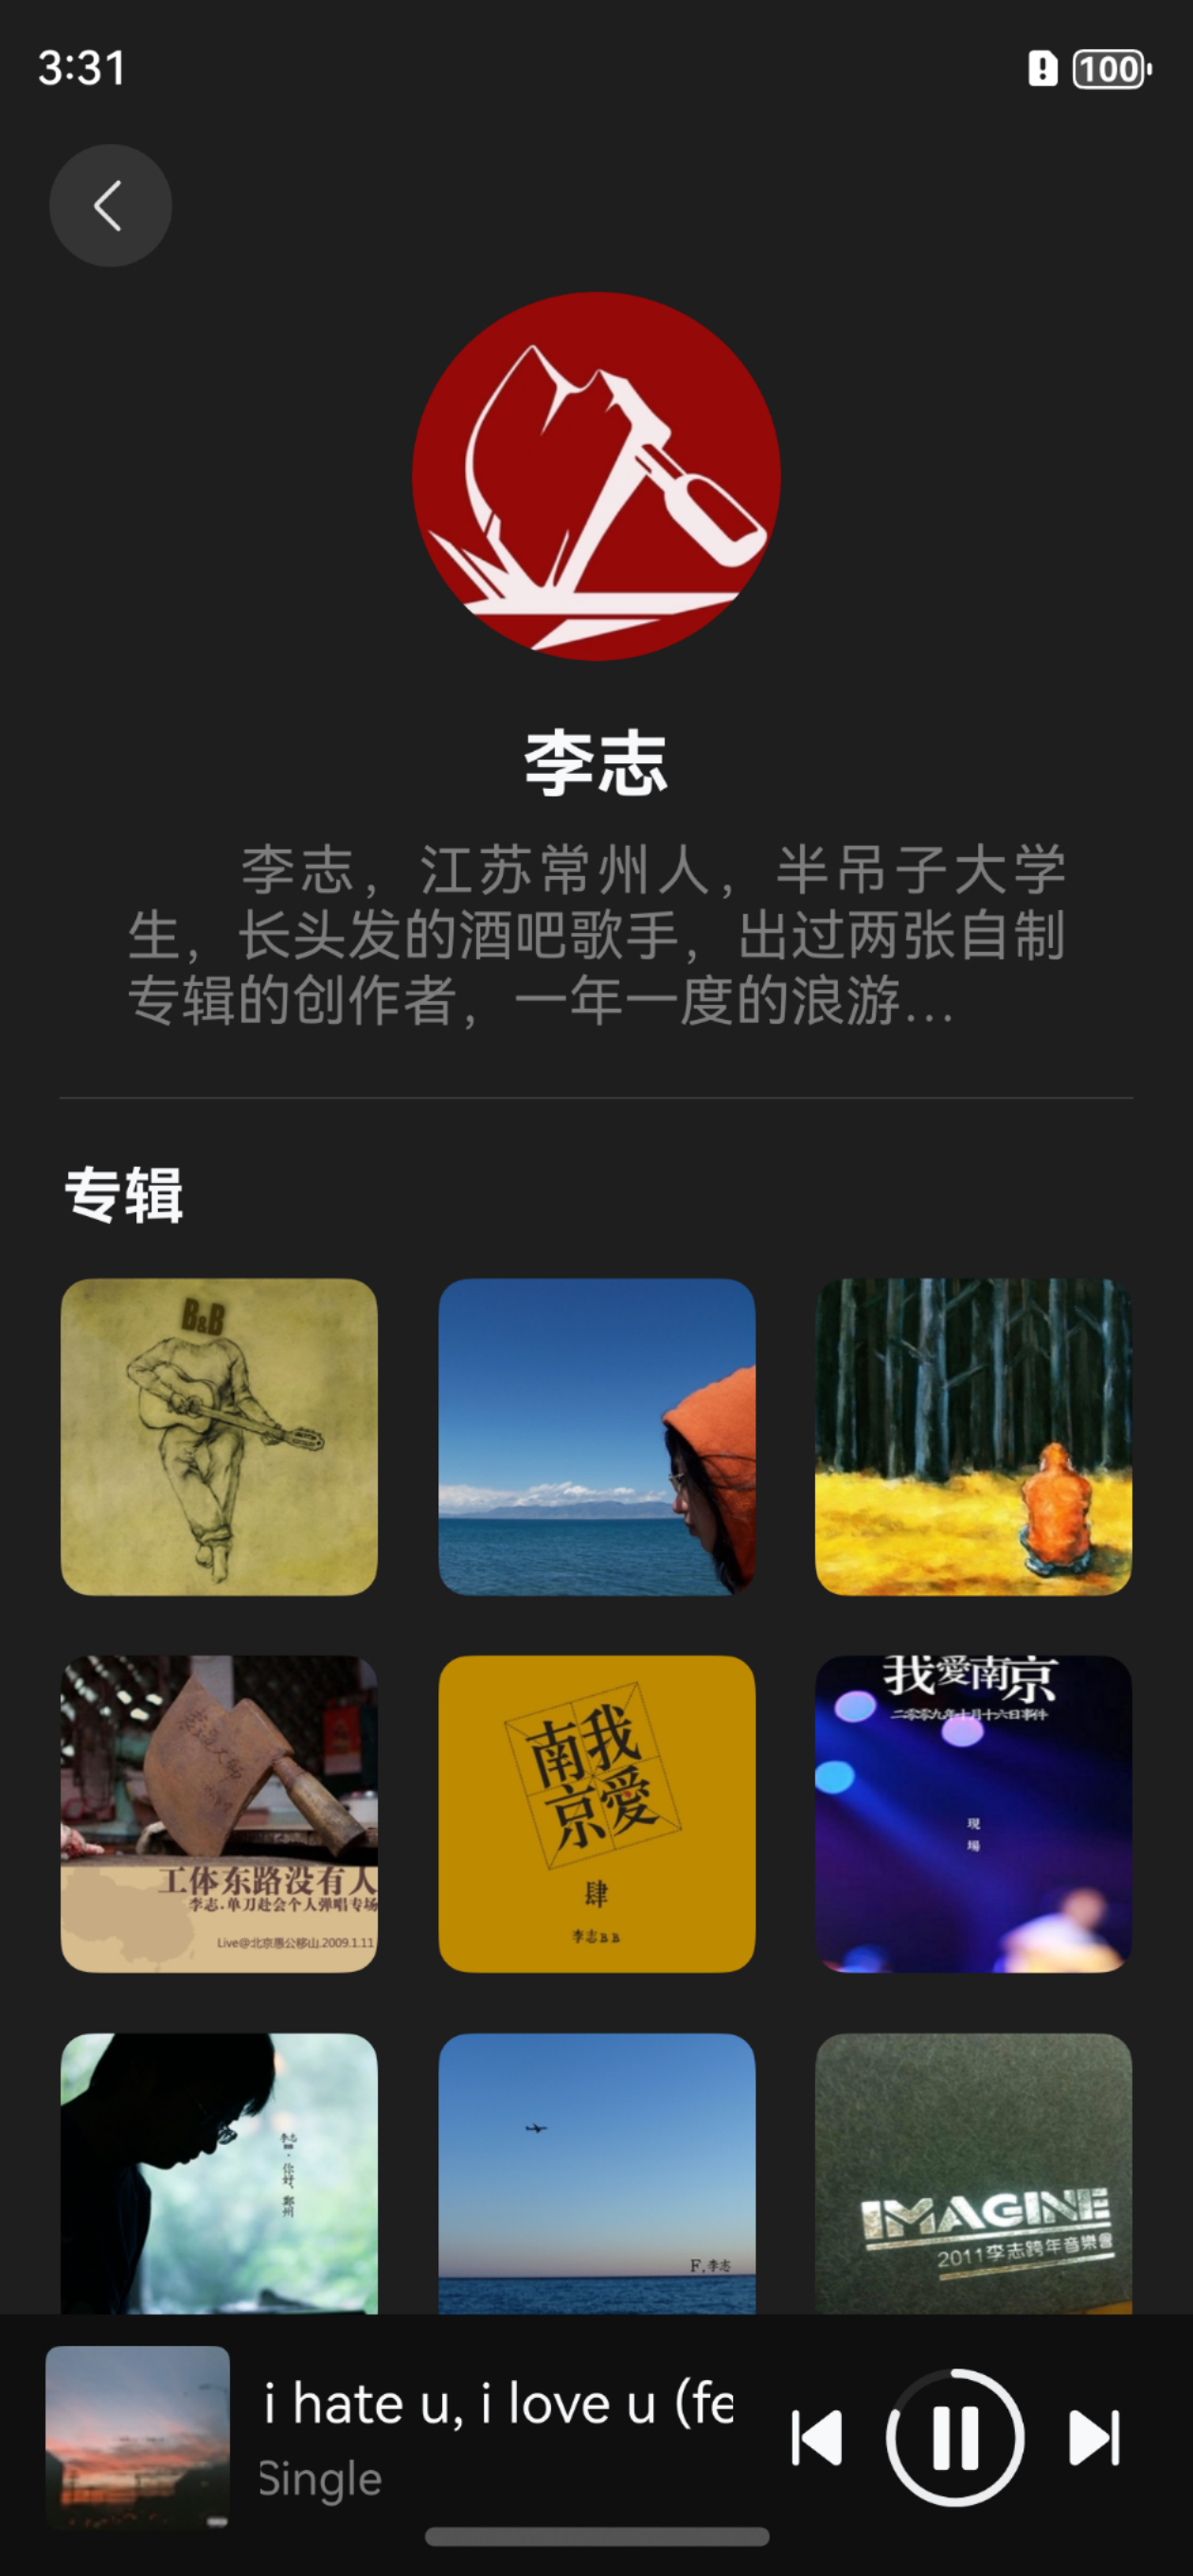 3:31
100
李志
李志，江苏常州人，半吊子大学
生，长头发的酒吧歌手，出过两张自制
专辑的创作者，一年一度的浪游...
专辑
B&B
工体东路没有人
李志.单刀赴会个人弹唱专场
Live@北京愚公移山.2009.1.11
我愛
南京
肆
李志B&B
我愛南京
二零零九年十月十六日事件
現場
李志
你好，鄭州
F,李志
IMAGINE
2011李志跨年音樂會
i hate u, i love u (fe
Single